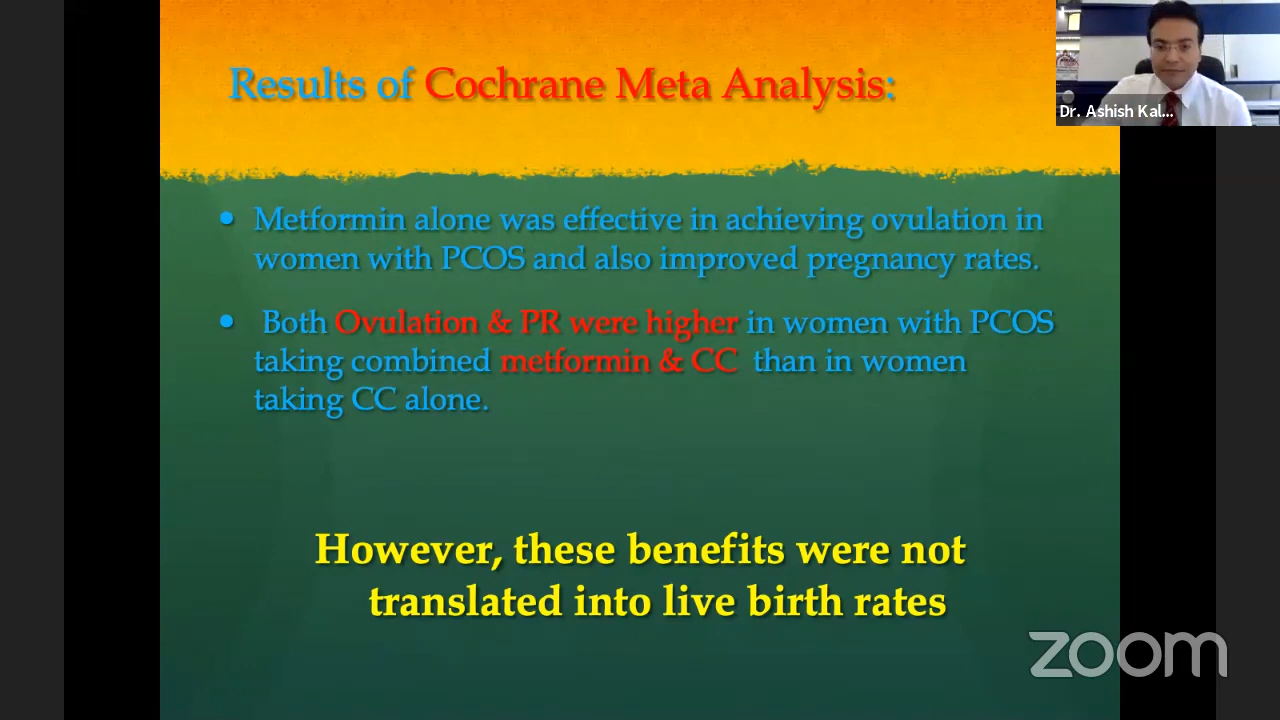 Results of Cochrane Meta Analysis:
Dr. Ashish Kal...
• Metformin alone was effective in achieving ovulation in
women with PCOS and also improved pregnancy rates.
• Both Ovulation & PR were higher in women with PCOS
taking combined metformin & CC than in women
taking CC alone.
However, these benefits were not
translated into live birth rates
zoom